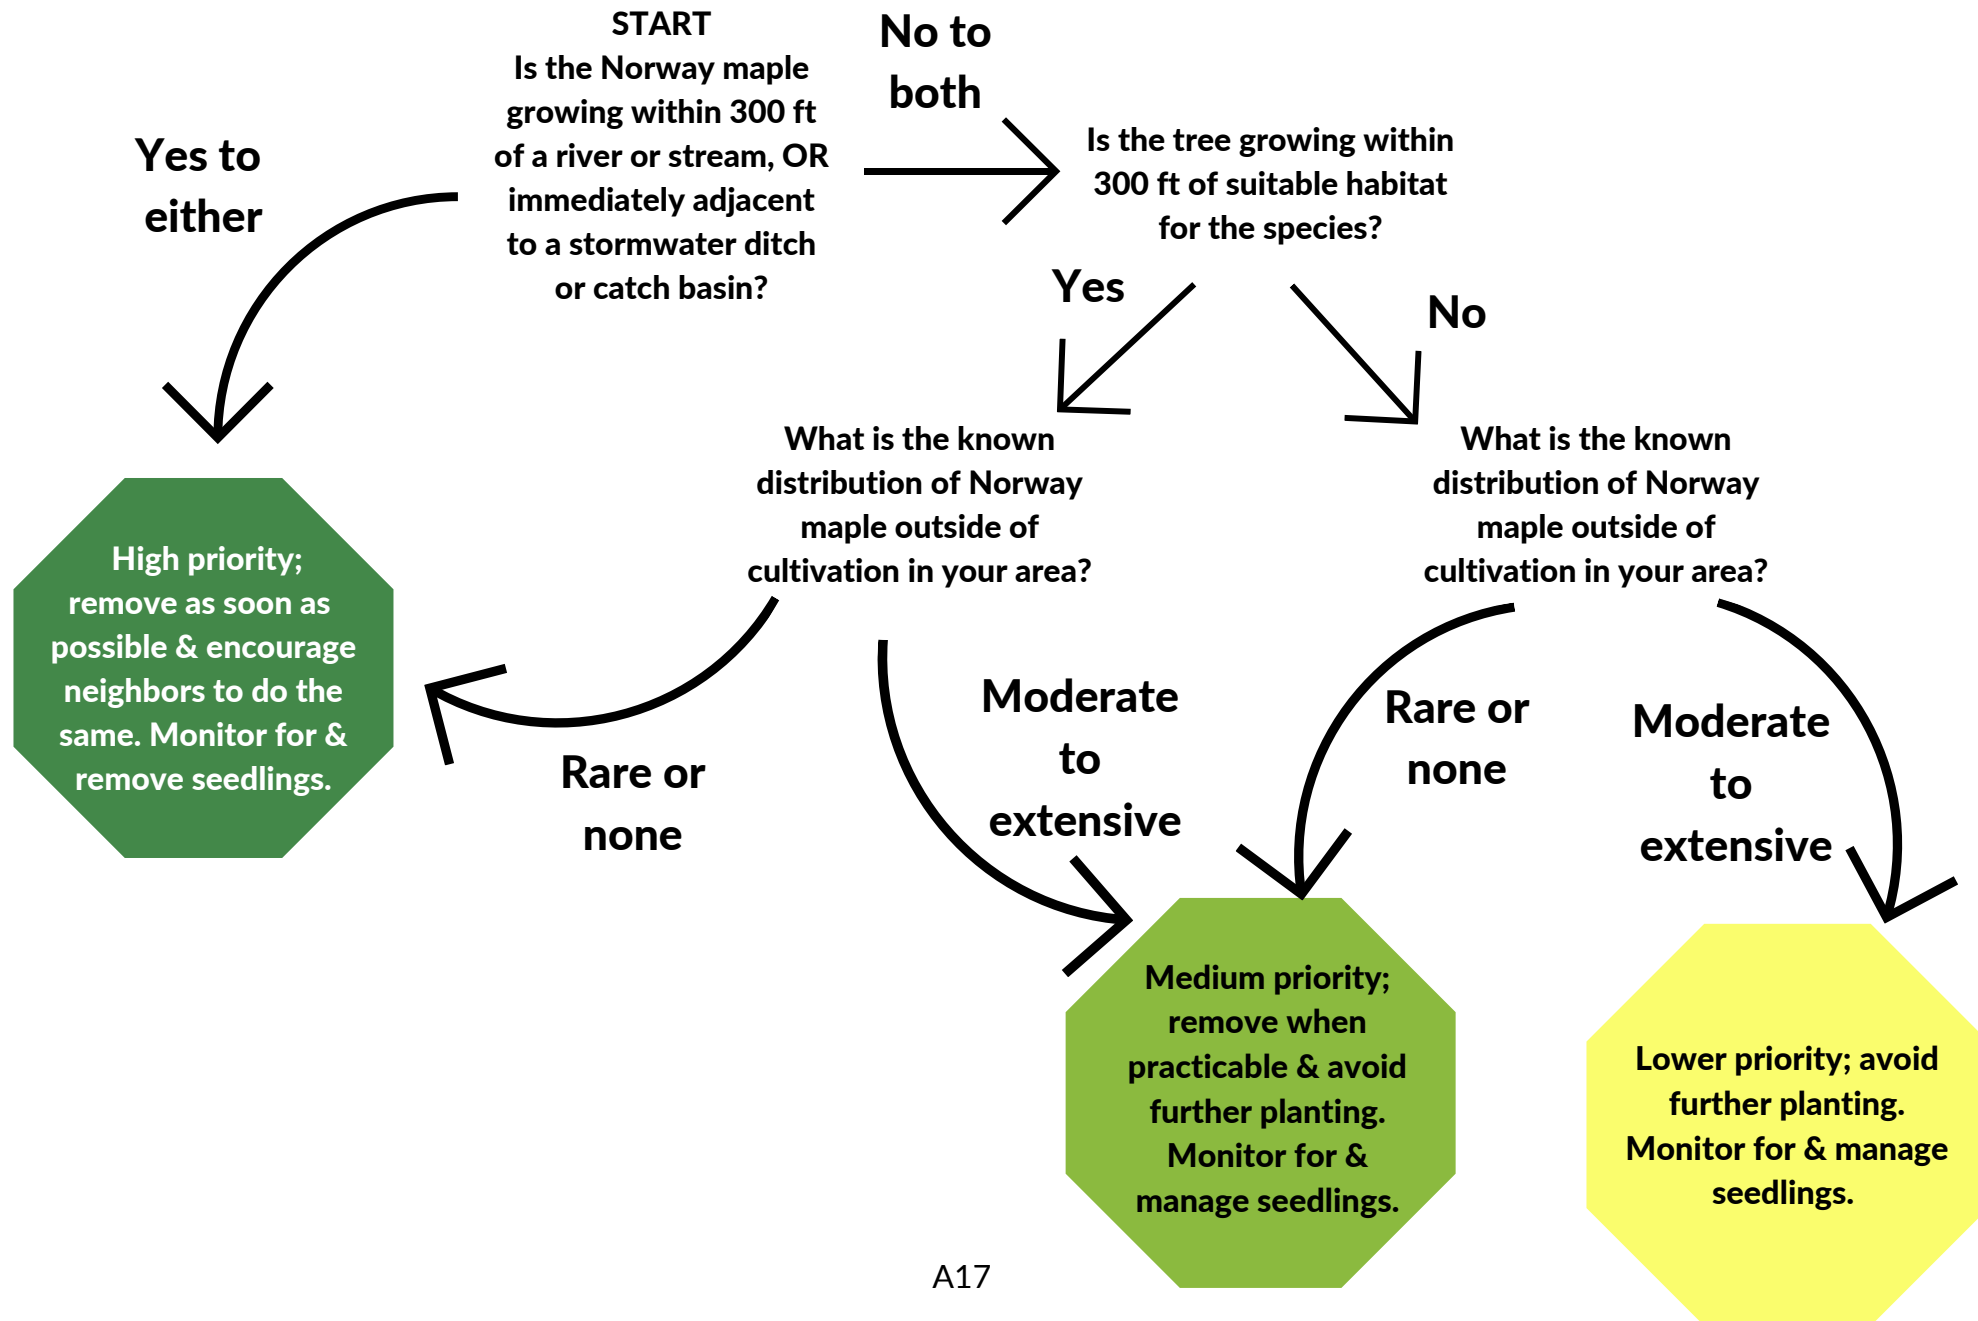 START
Is the Norway maple
growing within 300 ft
of a river or stream, OR
immediately adjacent
to a stormwater ditch
or catch basin?
Yes to
either
No to
both
Is the tree growing within
300 ft of suitable habitat
for the species?
Yes
No
What is the known
distribution of Norway
maple outside of
cultivation in your area?
What is the known
distribution of Norway
maple outside of
cultivation in your area?
High priority;
remove as soon as
possible & encourage
neighbors to do the
same. Monitor for &
remove seedlings.
Rare or
none
Moderate
to
extensive
Rare or
none
Moderate
to
extensive
Medium priority;
remove when
practicable & avoid
further planting.
Monitor for &
manage seedlings.
Lower priority; avoid
further planting.
Monitor for & manage
seedlings.
A17